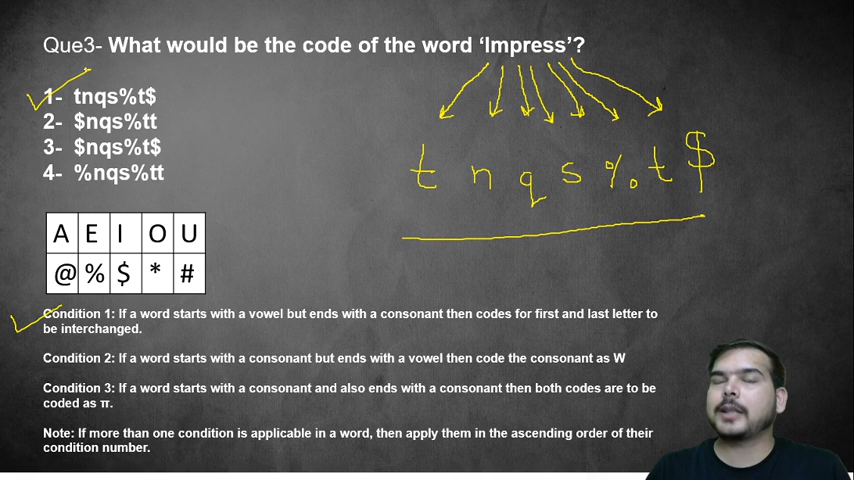 Que3- What would be the code of the word ‘Impress’?
1- tnqs%t$
2- $nqs%tt
3- $nqs%t$
4- %nqs%tt
t n q s %. t $
A E I O U
@ % $ * #
Condition 1: If a word starts with a vowel but ends with a consonant then codes for first and last letter to
be interchanged.
Condition 2: If a word starts with a consonant but ends with a vowel then code the consonant as W
Condition 3: If a word starts with a consonant and also ends with a consonant then both codes are to be
coded as π.
Note: If more than one condition is applicable in a word, then apply them in the ascending order of their
condition number.